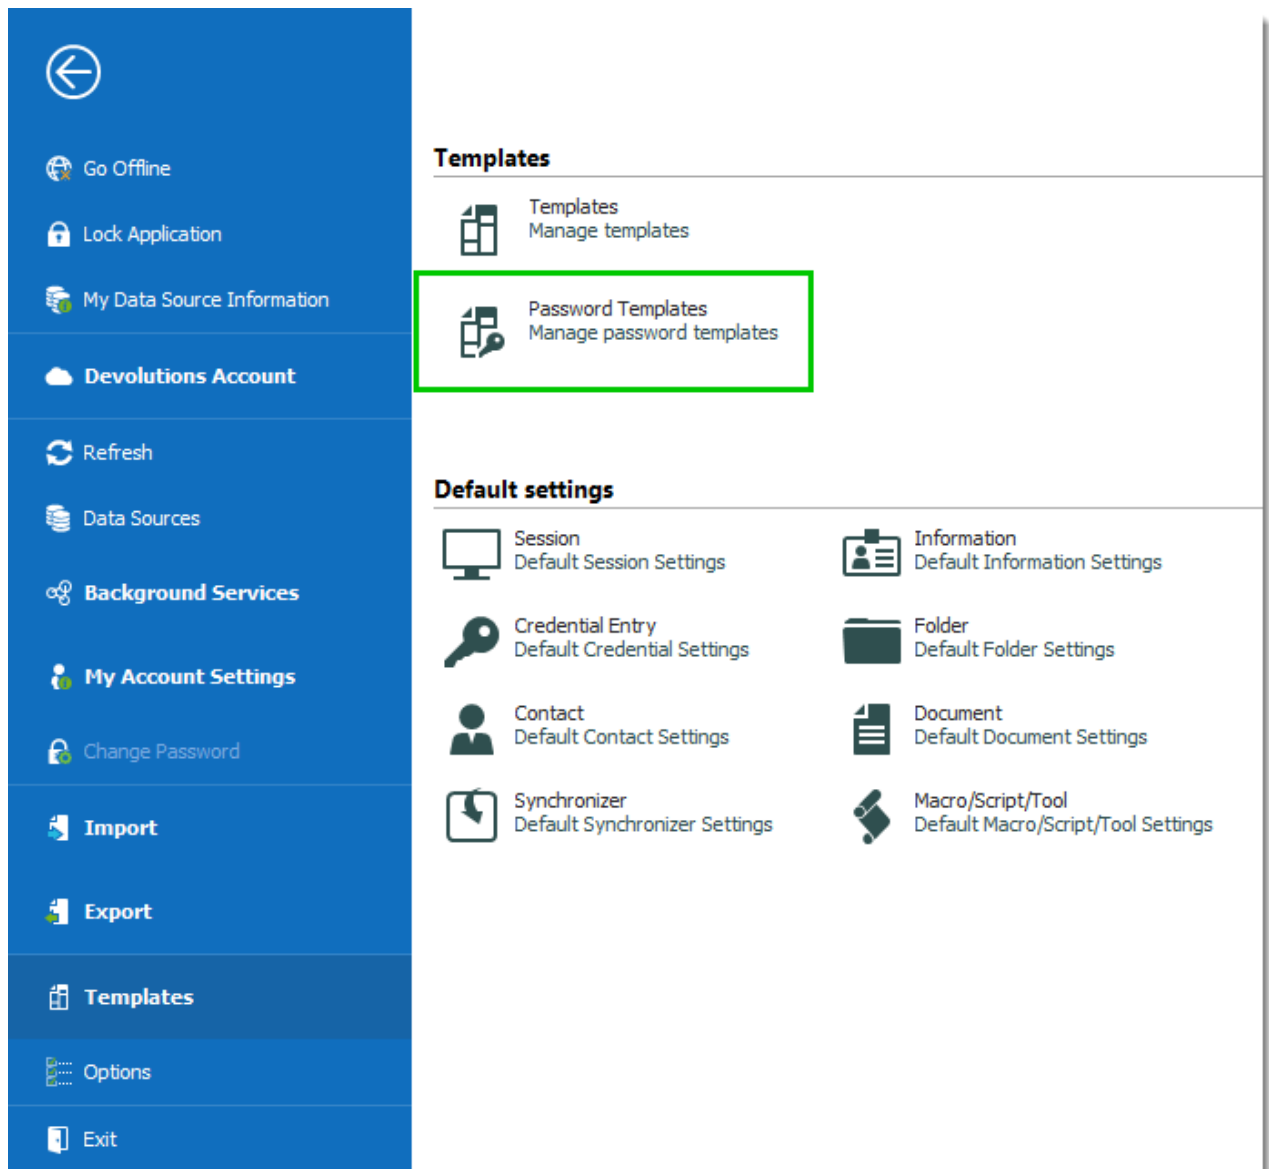 Go Offline
Lock Application
My Data Source Information
Devolutions Account
Refresh
Data Sources
Background Services
My Account Settings
Change Password
Import
Export
Templates
Options
Exit
Templates
Templates
Manage templates
Password Templates
Manage password templates
Default settings
Session
Default Session Settings
Information
Default Information Settings
Credential Entry
Default Credential Settings
Folder
Default Folder Settings
Contact
Default Contact Settings
Document
Default Document Settings
Synchronizer
Default Synchronizer Settings
Macro/Script/Tool
Default Macro/Script/Tool Settings